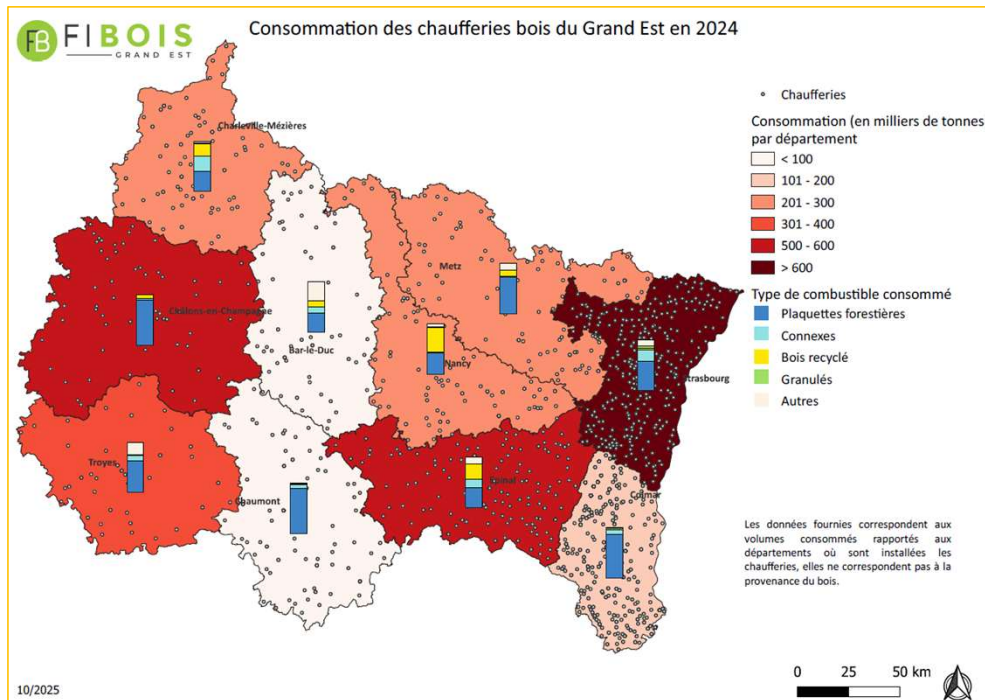 FIBOIS
GRAND EST
Consommation des chaufferies bois du Grand Est en 2024
Chaufferies
Consommation (en milliers de tonnes)
par département
< 100
101 - 200
201 - 300
301 - 400
500 - 600
> 600
Type de combustible consommé
Plaquettes forestières
Connexes
Bois recyclé
Granulés
Autres
Charleville-Mézières
Metz
Bar-le-Duc
Nancy
Strasbourg
Troyes
Chaumont
Epinal
Colmar
Les données fournies correspondent aux
volumes consommés rapportés aux
départements où sont installées les
chaufferies, elles ne correspondent pas à la
provenance du bois.
0 25 50 km
10/2025